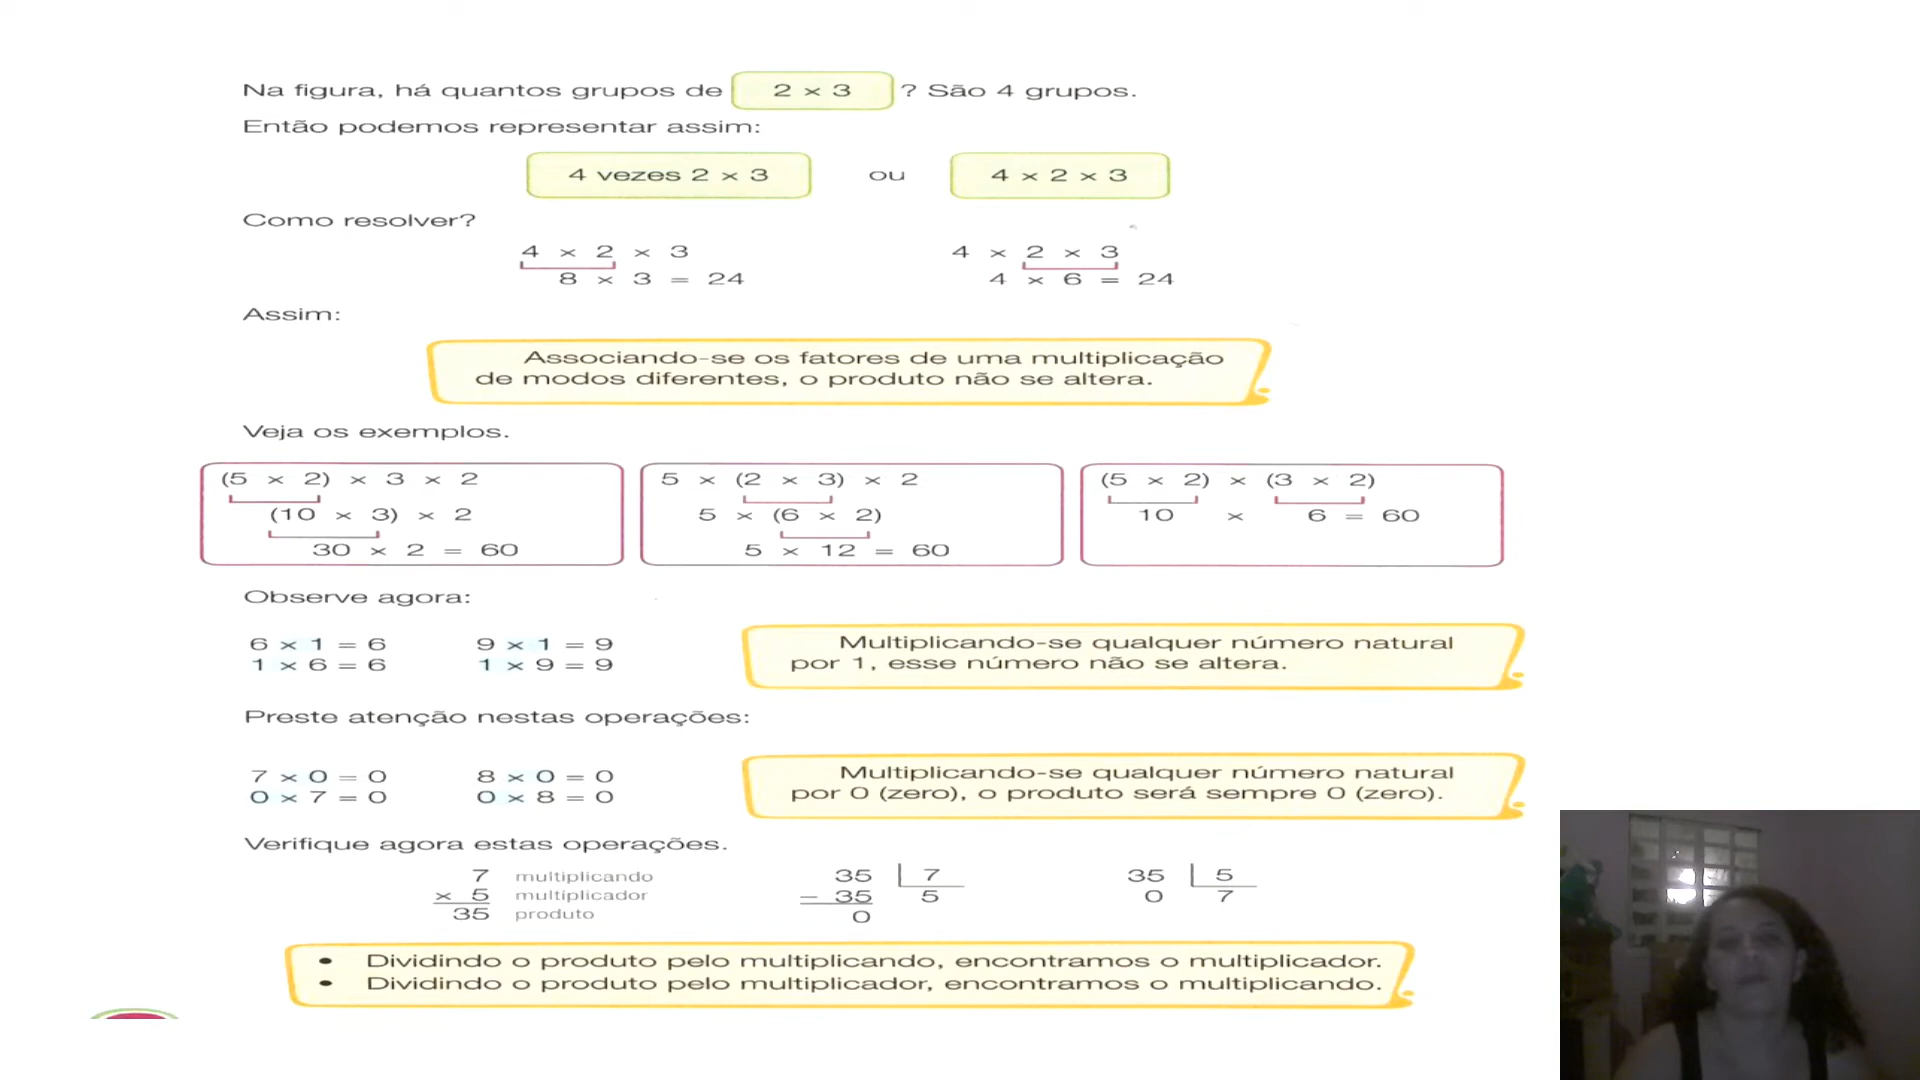 Na figura, há quantos grupos de 2 × 3 ? São 4 grupos.
Então podemos representar assim:
4 vezes 2 × 3 ou 4 × 2 × 3
Como resolver?
4 × 2 × 3 4 × 2 × 3
8 × 3 = 24 4 × 6 = 24
Assim:
Associando-se os fatores de uma multiplicação
de modos diferentes, o produto não se altera.
Veja os exemplos.
(5 × 2) × 3 × 2
(10 × 3) × 2
30 × 2 = 60
5 × (2 × 3) × 2
5 × (6 × 2)
5 × 12 = 60
(5 × 2) × (3 × 2)
10 × 6 = 60
Observe agora:
6 × 1 = 6 9 × 1 = 9
1 × 6 = 6 1 × 9 = 9
Multiplicando-se qualquer número natural
por 1, esse número não se altera.
Preste atenção nestas operações:
7 × 0 = 0 8 × 0 = 0
0 × 7 = 0 0 × 8 = 0
Multiplicando-se qualquer número natural
por 0 (zero), o produto será sempre 0 (zero).
Verifique agora estas operações.
7 multiplicando
× 5 multiplicador
35 produto
35 7
– 35 5
0
35 5
0 7
• Dividindo o produto pelo multiplicando, encontramos o multiplicador.
• Dividindo o produto pelo multiplicador, encontramos o multiplicando.